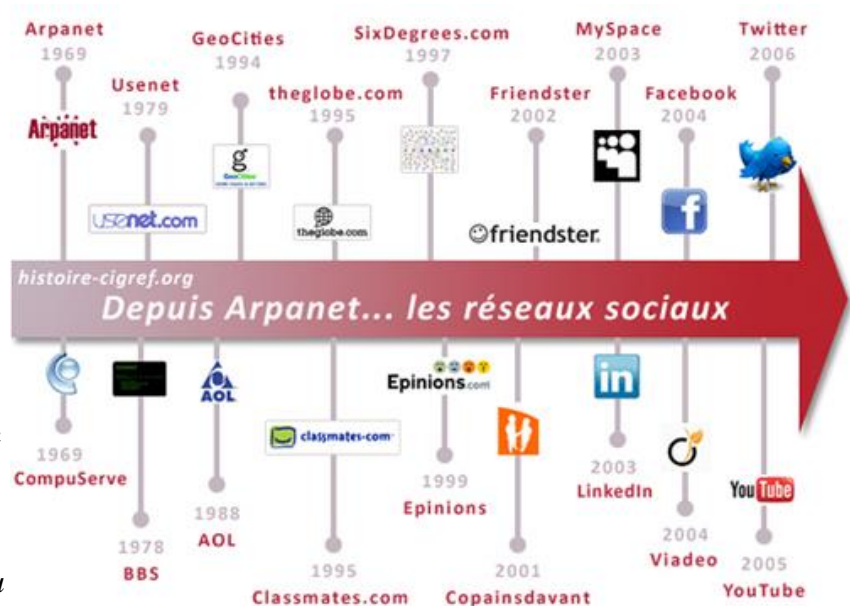 Arpanet
1969
Arpanet
Usenet
1979
usenet.com
GeoCities
1994
g
GeoCities
theglobe.com
1995
theglobe.com
SixDegrees.com
1997
Friendster
2002
friendster.
MySpace
2003
Facebook
2004
f
Twitter
2006
histoire-cigref.org
Depuis Arpanet... les réseaux sociaux
1969
CompuServe
1978
BBS
AOL
1988
AOL
classmates·com
1995
Classmates.com
Epinions.com
1999
Epinions
2001
Copainsdavant
in
2003
LinkedIn
2004
Viadeo
YouTube
2005
YouTube